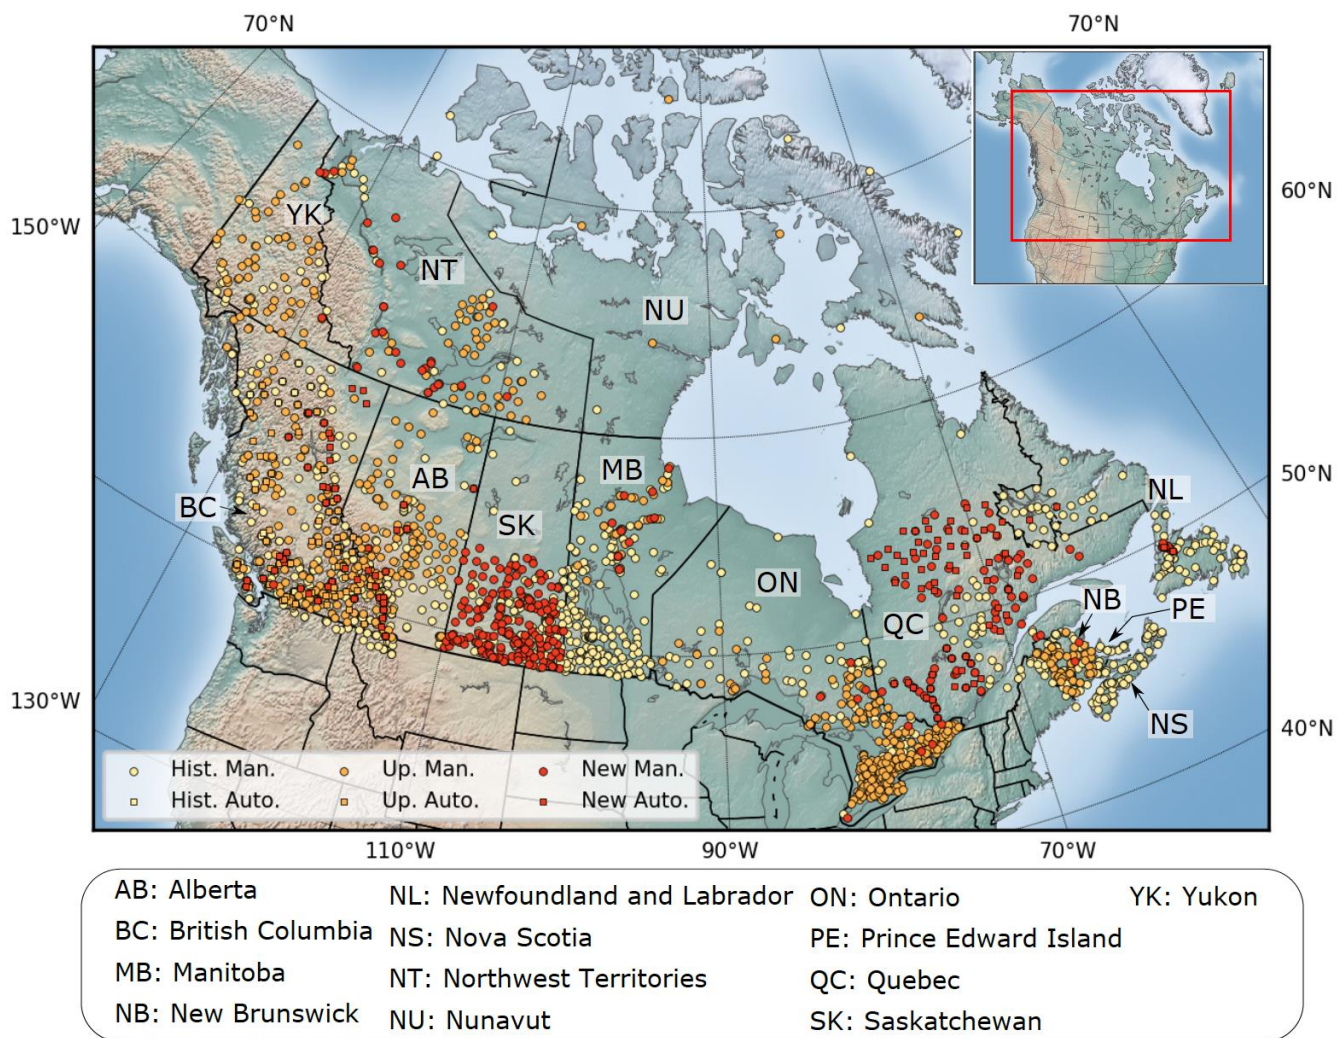 70°N 70°N
60°N
150°W
YK
NT
NU
50°N
AB MB NL
BC
SK
ON
NB PE
QC
130°W
NS
40°N
Hist. Man. Up. Man. New Man.
Hist. Auto. Up. Auto. New Auto.
110°W 90°W 70°W
AB: Alberta
BC: British Columbia
MB: Manitoba
NB: New Brunswick
NL: Newfoundland and Labrador
NS: Nova Scotia
NT: Northwest Territories
NU: Nunavut
ON: Ontario
PE: Prince Edward Island
QC: Quebec
SK: Saskatchewan
YK: Yukon